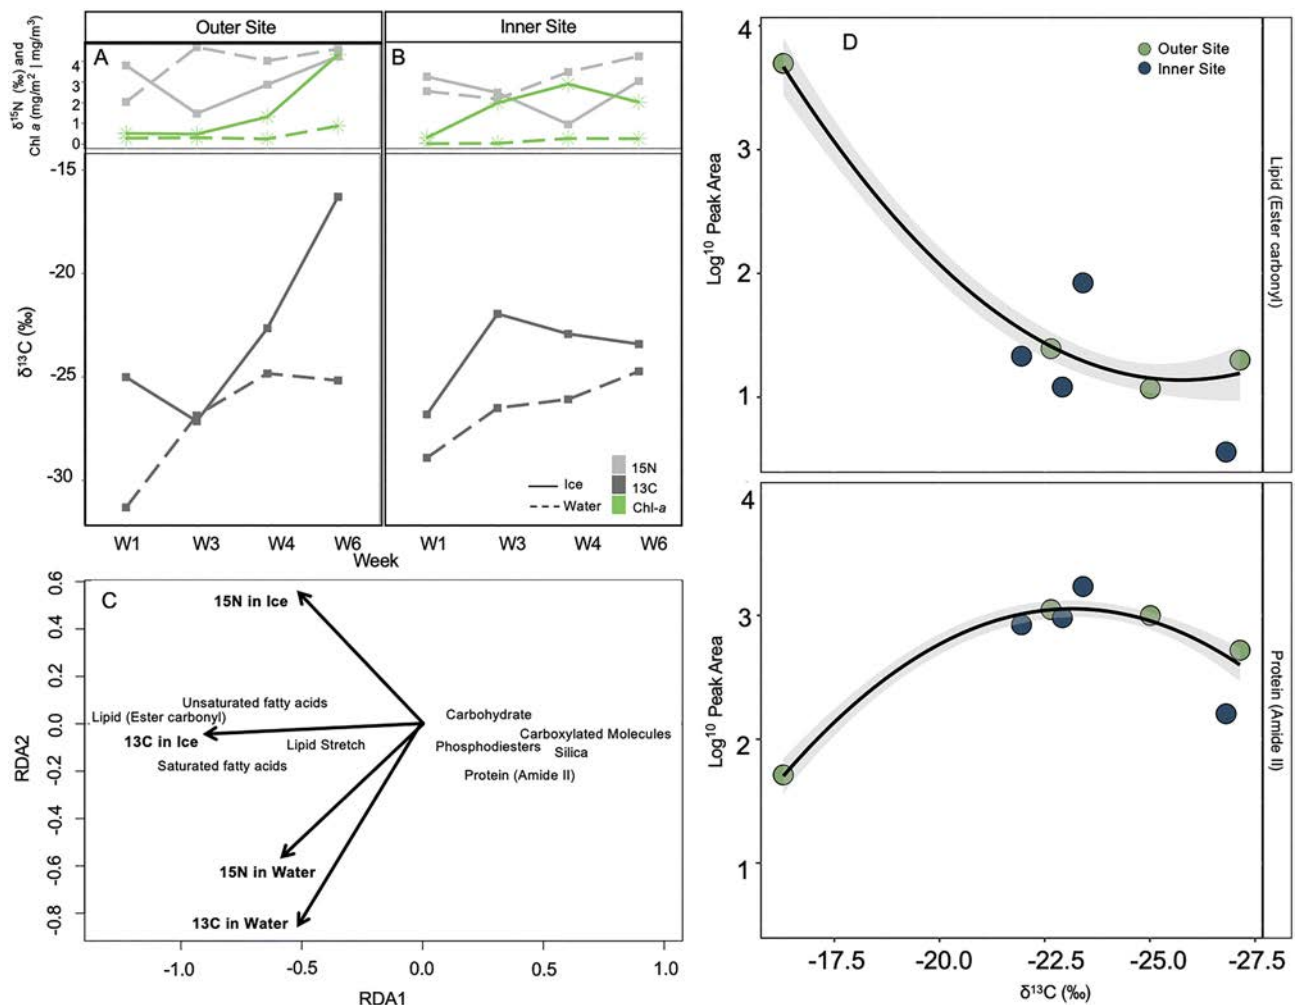 Outer Site
Inner Site
δ¹⁵N (‰) and
Chl a (mg/m² | mg/m³)
A
B
4
3
2
1
0
-15
-20
-25
-30
δ¹³C (‰)
Ice
Water
15N
13C
Chl-a
W1 W3 W4 W6
W1 W3 W4 W6
Week
C
0.6
0.4
0.2
0.0
-0.2
-0.4
-0.6
-0.8
RDA2
15N in Ice
Unsaturated fatty acids
Lipid (Ester carbonyl)
13C in Ice
Lipid Stretch
Saturated fatty acids
Carbohydrate
Carboxylated Molecules
Phosphodiesters
Silica
Protein (Amide II)
15N in Water
13C in Water
-1.0 -0.5 0.0 0.5 1.0
RDA1
D
Outer Site
Inner Site
4
3
2
1
Log¹⁰ Peak Area
Lipid (Ester carbonyl)
4
3
2
1
Log¹⁰ Peak Area
Protein (Amide II)
-17.5 -20.0 -22.5 -25.0 -27.5
δ¹³C (‰)